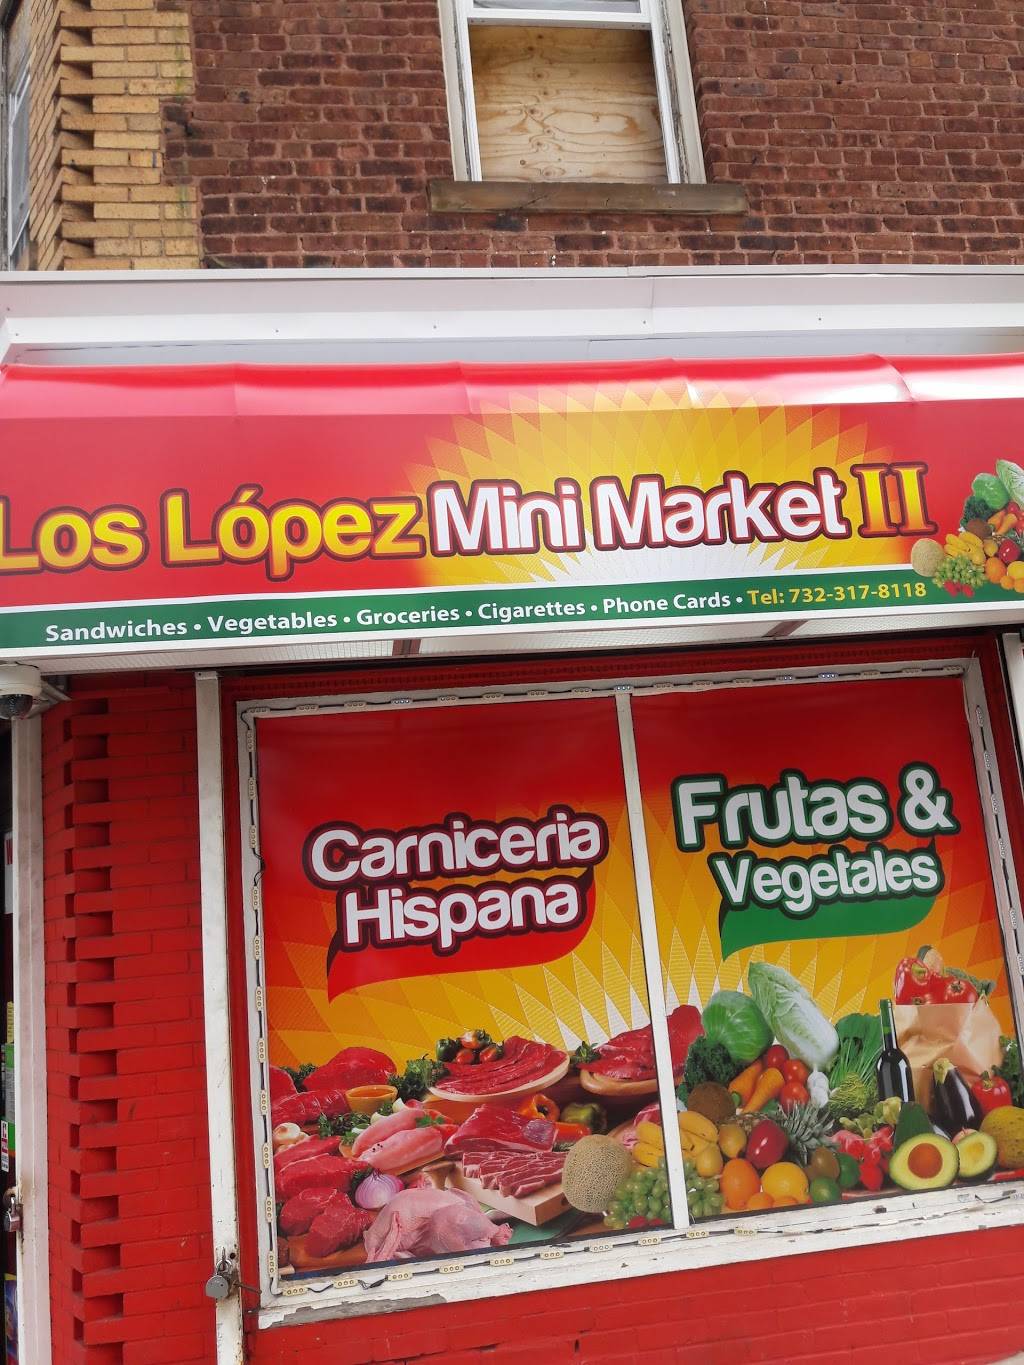 Los López Mini Market II
Sandwiches • Vegetables • Groceries • Cigarettes • Phone Cards • Tel: 732-317-8118
Carniceria
Hispana
Frutas &
Vegetales